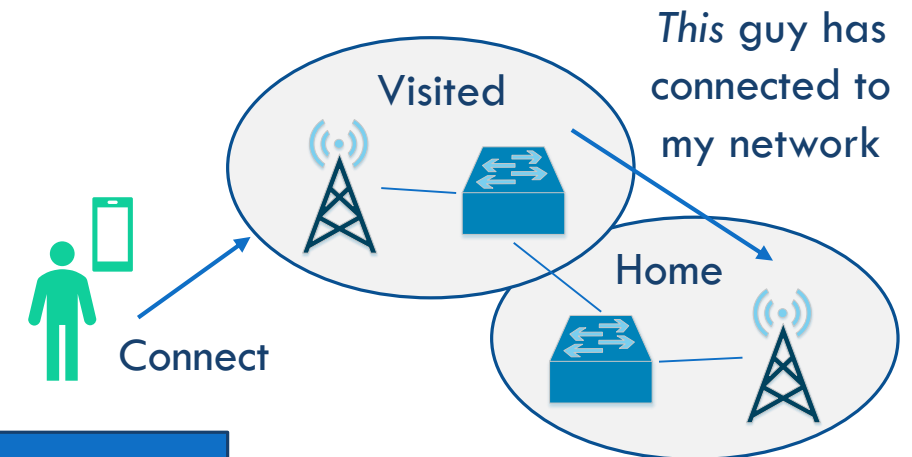 This guy has
connected to
my network
Visited
Home
Connect